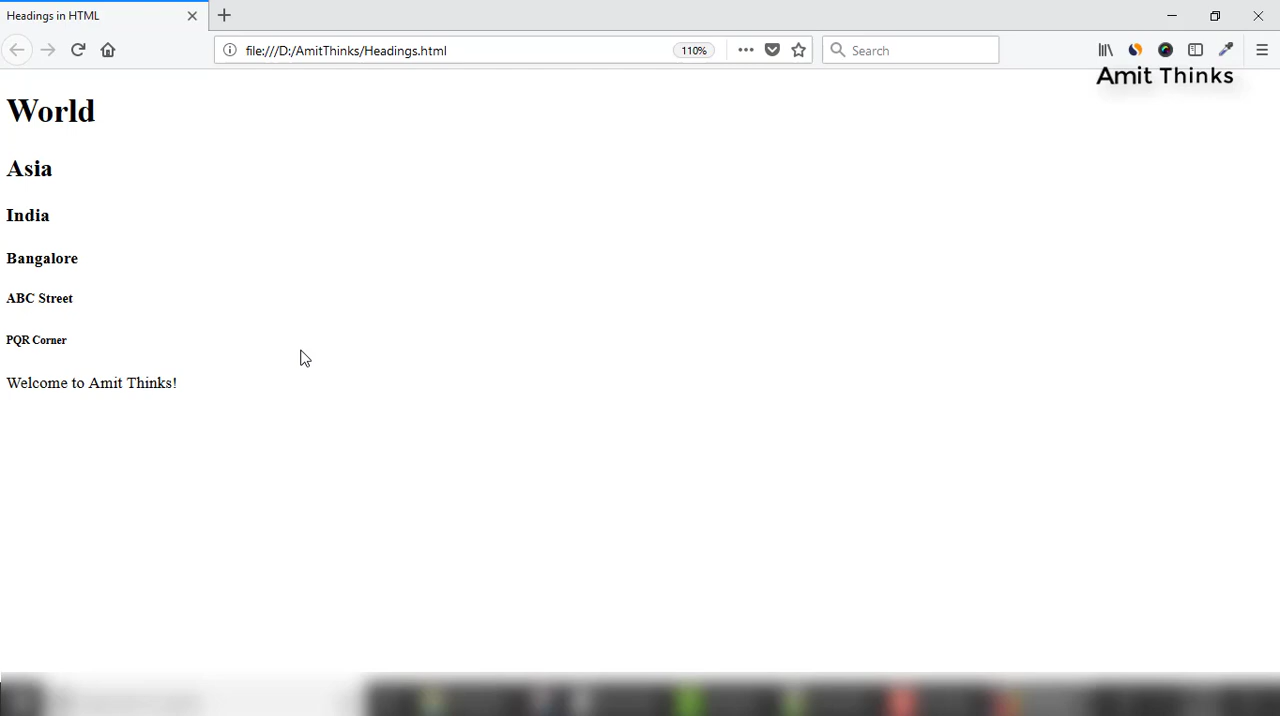 Headings in HTML
file:///D:/AmitThinks/Headings.html
110%
Search
Amit Thinks
World
Asia
India
Bangalore
ABC Street
PQR Corner
Welcome to Amit Thinks!